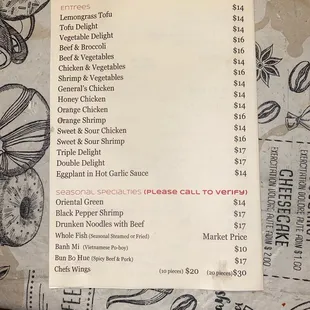 ENTREES
Lemongrass Tofu $14
Tofu Delight $14
Vegetable Delight $14
Beef & Broccoli $16
Beef & Vegetables $16
Chicken & Vegetables $14
Shrimp & Vegetables $16
General's Chicken $14
Honey Chicken $14
Orange Chicken $14
Orange Shrimp $16
Sweet & Sour Chicken $14
Sweet & Sour Shrimp $16
Triple Delight $17
Double Delight $17
Eggplant in Hot Garlic Sauce $14
SEASONAL SPECIALTIES (PLEASE CALL TO VERIFY)
Oriental Green $14
Black Pepper Shrimp $17
Drunken Noodles with Beef $17
Whole Fish (Seasonal Steamed or Fried) Market Price
Banh Mi (Vietnamese Po-boy) $10
Bun Bo Hue (Spicy Beef & Pork) $17
Chefs Wings (10 pieces) $20 (20 pieces) $30
CHEESECAKE